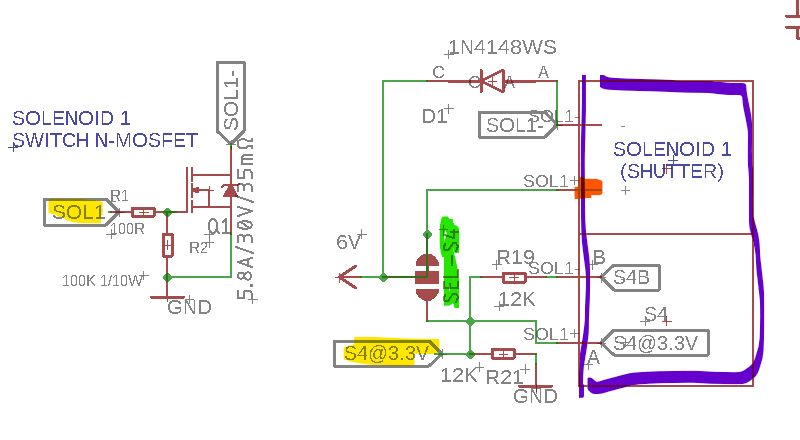 SOLENOID 1
SWITCH N-MOSFET
SOL1-
SOL1
R1
100R
R2
Q1
5.8A/30V/35mΩ
100K 1/10W
GND
1N4148WS
C
C
A
A
D1
SOL1-
SOL1-
-
SOLENOID 1
(SHUTTER)
SOL1+
+
6V
SEL-S4
R19
12K
SOL1-
B
S4B
S4
SOL1+
S4@3.3V
A
S4@3.3V
12K
R21
GND